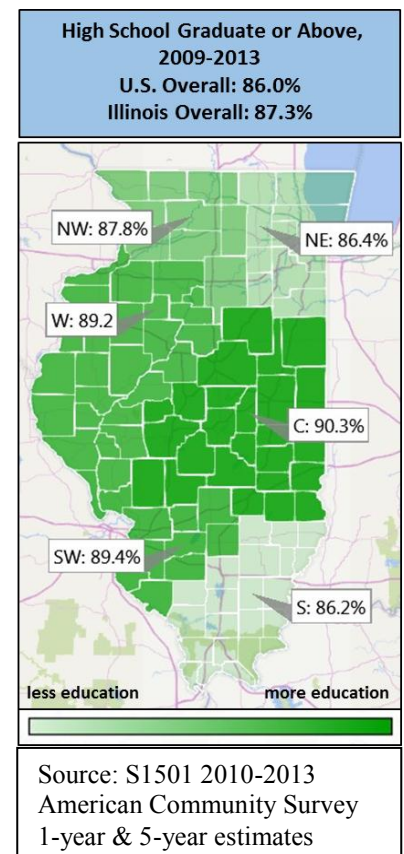 High School Graduate or Above,
2009-2013
U.S. Overall: 86.0%
Illinois Overall: 87.3%
NW: 87.8%
NE: 86.4%
W: 89.2
C: 90.3%
SW: 89.4%
S: 86.2%
less education
more education
Source: S1501 2010-2013
American Community Survey
1-year & 5-year estimates